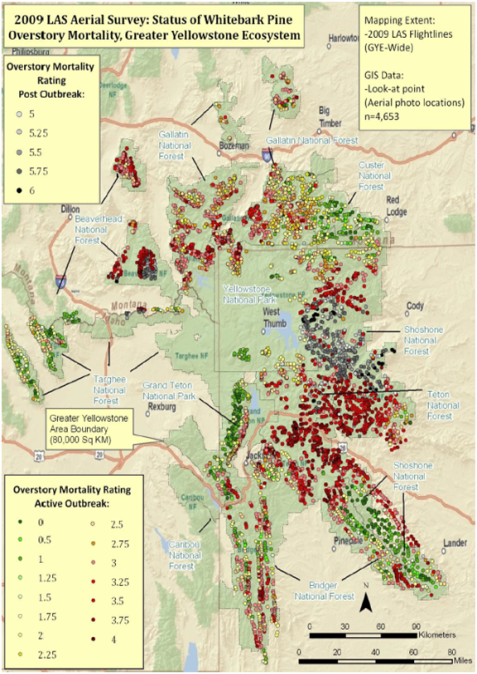 2009 LAS Aerial Survey: Status of Whitebark Pine
Overstory Mortality, Greater Yellowstone Ecosystem
Mapping Extent:
-2009 LAS Flightlines
(GYE-Wide)
GIS Data:
-Look-at point
(Aerial photo locations)
n=4,653
Overstory Mortality
Rating
Post Outbreak:
5
5.25
5.5
5.75
6
Philipsburg
Harlowton
Big
Timber
Gallatin
National
Forest
Bozeman
Gallatin National Forest
Custer
National
Forest
Red
Lodge
Dillon
Beaverhead
National
Forest
Yellowstone
National Park
West
Thumb
Cody
Shoshone
National
Forest
Montana
Idaho
Targhee NF
Targhee
National
Forest
Grand Teton
National Park
Rexburg
Teton
National
Forest
Greater Yellowstone
Area Boundary
(80,000 Sq KM)
Shoshone
National
Forest
Caribou
National
Forest
Pinedale
Lander
Bridger
National Forest
Overstory Mortality Rating
Active Outbreak:
0
0.5
1
1.25
1.5
1.75
2
2.25
2.5
2.75
3
3.25
3.5
3.75
4
N
0 30 60 90
Kilometers
0 20 40 80
Miles